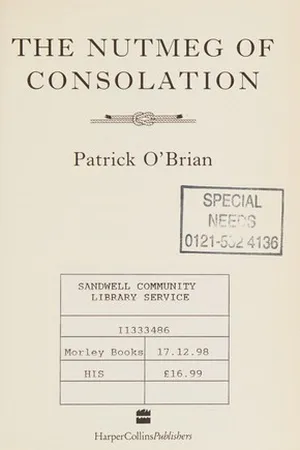 THE NUTMEG OF
CONSOLATION
Patrick O'Brian
SPECIAL
NEEDS
0121-552 4136
SANDWELL COMMUNITY
LIBRARY SERVICE
I1333486
Morley Books 17.12.98
HIS £16.99
HarperCollinsPublishers